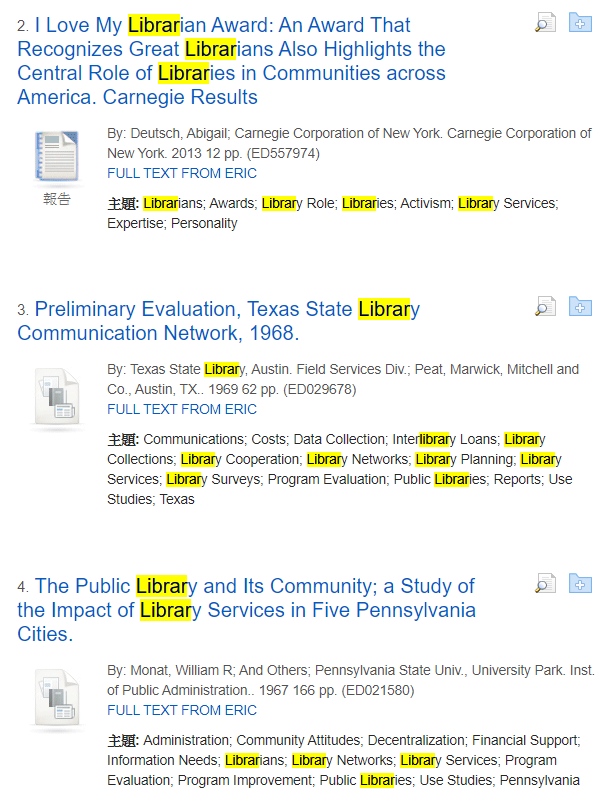 2. I Love My Librarian Award: An Award That
Recognizes Great Librarians Also Highlights the
Central Role of Libraries in Communities across
America. Carnegie Results
By: Deutsch, Abigail; Carnegie Corporation of New York. Carnegie Corporation of
New York. 2013 12 pp. (ED557974)
FULL TEXT FROM ERIC
報告
主題: Librarians; Awards; Library Role; Libraries; Activism; Library Services;
Expertise; Personality
3. Preliminary Evaluation, Texas State Library
Communication Network, 1968.
By: Texas State Library, Austin. Field Services Div.; Peat, Marwick, Mitchell and
Co., Austin, TX.. 1969 62 pp. (ED029678)
FULL TEXT FROM ERIC
主題: Communications; Costs; Data Collection; Interlibrary Loans; Library
Collections; Library Cooperation; Library Networks; Library Planning; Library
Services; Library Surveys; Program Evaluation; Public Libraries; Reports; Use
Studies; Texas
4. The Public Library and Its Community; a Study of
the Impact of Library Services in Five Pennsylvania
Cities.
By: Monat, William R; And Others; Pennsylvania State Univ., University Park. Inst.
of Public Administration.. 1967 166 pp. (ED021580)
FULL TEXT FROM ERIC
主題: Administration; Community Attitudes; Decentralization; Financial Support;
Information Needs; Librarians; Library Networks; Library Services; Program
Evaluation; Program Improvement; Public Libraries; Use Studies; Pennsylvania